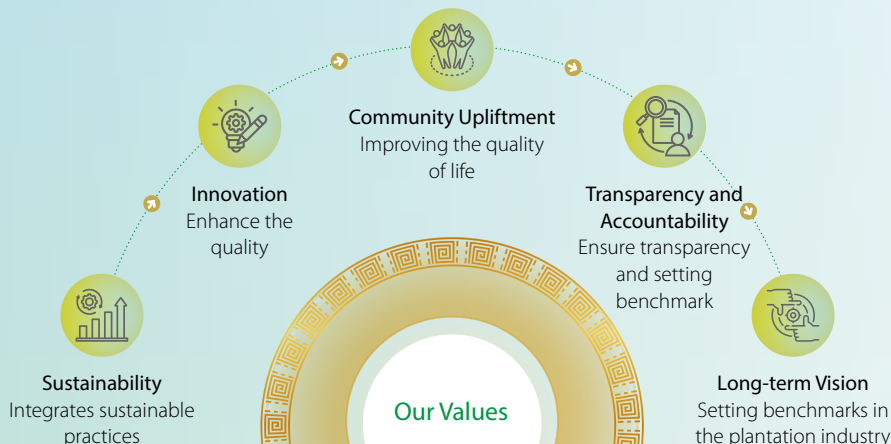 Community Upliftment
Improving the quality
of life
Innovation
Enhance the
quality
Transparency and
Accountability
Ensure transparency
and setting
benchmark
Sustainability
Integrates sustainable
practices
Our Values
Long-term Vision
Setting benchmarks in
the plantation industry